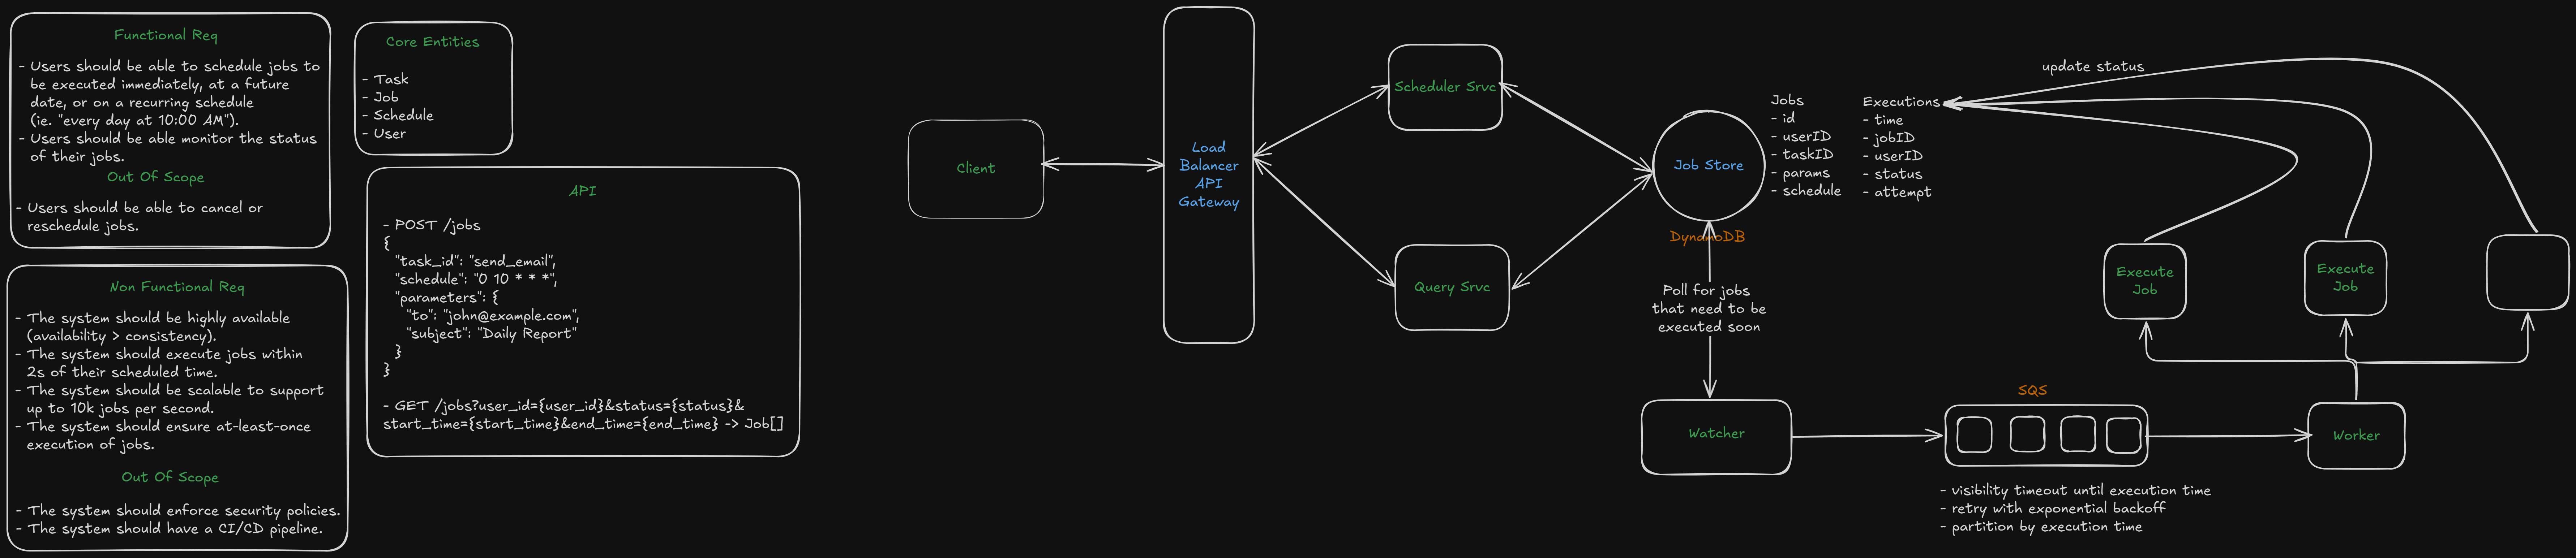 Functional Req
- Users should be able to schedule jobs to
be executed immediately, at a future
date, or on a recurring schedule
(ie. "every day at 10:00 AM").
- Users should be able monitor the status
of their jobs.
Out Of Scope
- Users should be able to cancel or
reschedule jobs.
Non Functional Req
- The system should be highly available
(availability > consistency).
- The system should execute jobs within
2s of their scheduled time.
- The system should be scalable to support
up to 10k jobs per second.
- The system should ensure at-least-once
execution of jobs.
Out Of Scope
- The system should enforce security policies.
- The system should have a CI/CD pipeline.
Core Entities
- Task
- Job
- Schedule
- User
API
- POST /jobs
{
"task_id": "send_email",
"schedule": "0 10 * * *",
"parameters": {
"to": "john@example.com",
"subject": "Daily Report"
}
}
- GET /jobs?user_id={user_id}&status={status}&
start_time={start_time}&end_time={end_time} -> Job[]
Client
Load
Balancer
API
Gateway
Scheduler Srvc
Query Srvc
Job Store
DynamoDB
Jobs
- id
- userID
- taskID
- params
- schedule
Executions
- time
- jobID
- userID
- status
- attempt
update status
Poll for jobs
that need to be
executed soon
Watcher
SQS
- visibility timeout until execution time
- retry with exponential backoff
- partition by execution time
Worker
Execute
Job
Execute
Job